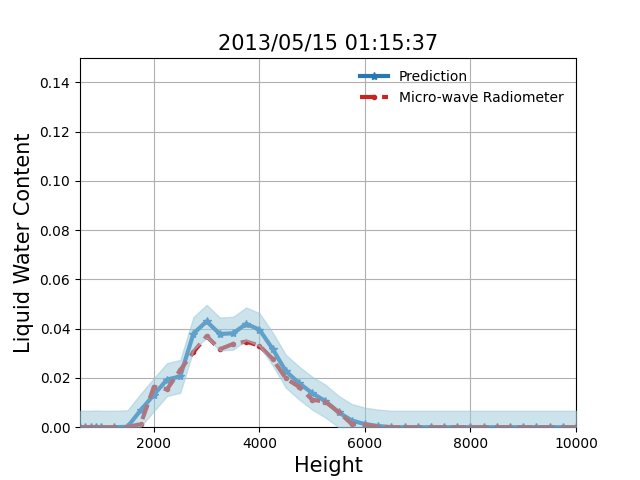 2013/05/15 01:15:37
Prediction
Micro-wave Radiometer
Liquid Water Content
0.14
0.12
0.10
0.08
0.06
0.04
0.02
0.00
2000 4000 6000 8000 10000
Height